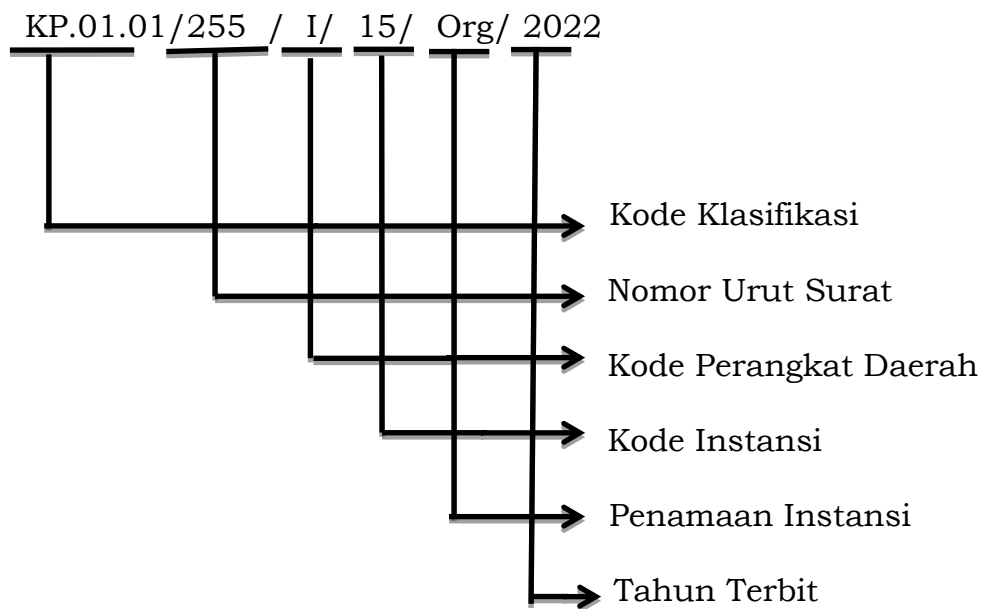 KP.01.01/255 / I/ 15/ Org/ 2022
Kode Klasifikasi
Nomor Urut Surat
Kode Perangkat Daerah
Kode Instansi
Penamaan Instansi
Tahun Terbit